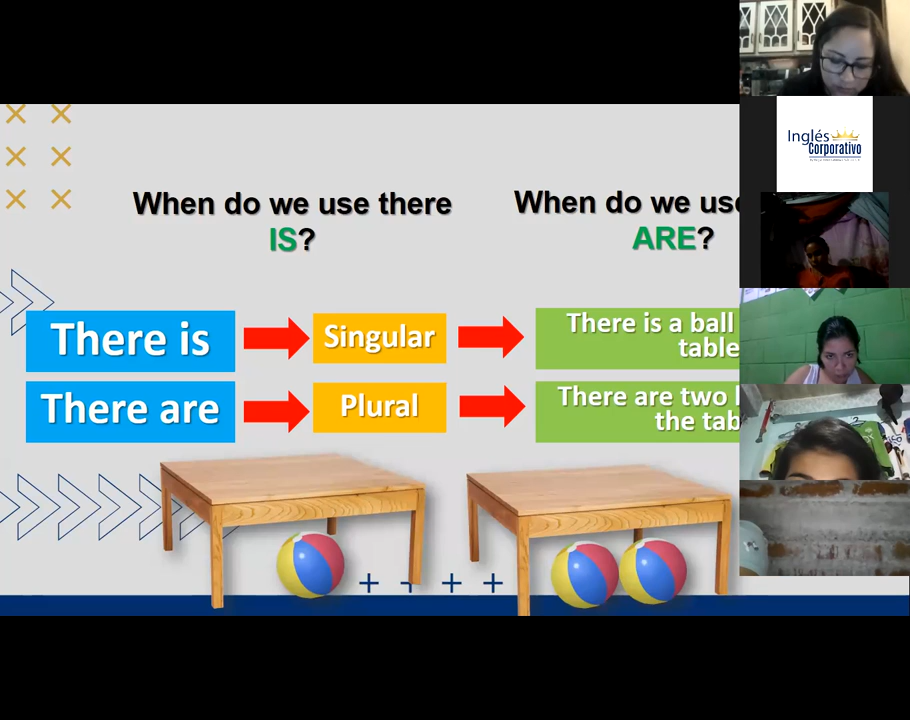 When do we use there
IS?
When do we use
ARE?
There is
Singular
There is a ball
table
There are
Plural
There are two
the tab
Inglés
Corporativo